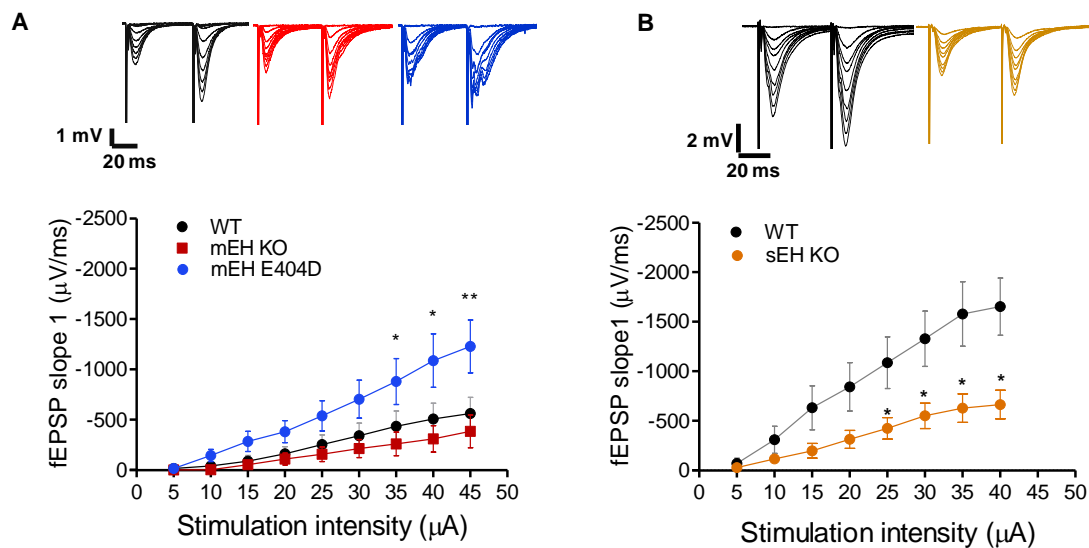 A
1 mV
20 ms
fEPSP slope 1 (μV/ms)
-2500
-2000
-1500
-1000
-500
0
WT
mEH KO
mEH E404D
*
*
**
0 5 10 15 20 25 30 35 40 45 50
Stimulation intensity (μA)
B
2 mV
20 ms
fEPSP slope1 (μV/ms)
-2500
-2000
-1500
-1000
-500
0
WT
sEH KO
*
*
*
*
0 5 10 15 20 25 30 35 40 45 50
Stimulation intensity (μA)